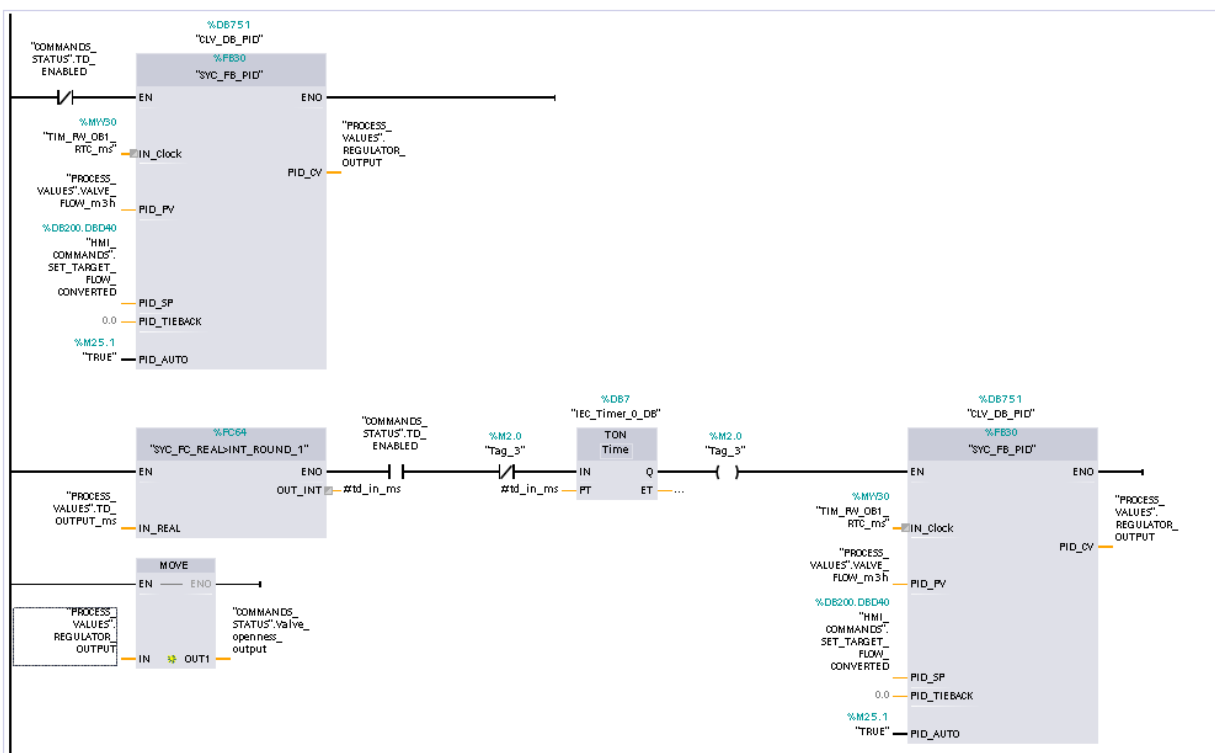 %DB751
"CLV_DB_PID"
"COMMANDS_
STATUS".TD_
ENABLED
%FB30
"SYC_FB_PID"
EN
ENO
%MW30
"TIM_RW_OB1_
RTC_ms"
IN_Clock
"PROCESS_
VALUES".
REGULATOR_
OUTPUT
PID_CV
"PROCESS_
VALUES".VALVE_
FLOW_m3h
PID_PV
%DB200.DBD40
"HMI_
COMMANDS".
SET_TARGET_
FLOW_
CONVERTED
PID_SP
0.0
PID_TIEBACK
%M25.1
"TRUE"
PID_AUTO
%FC64
"SYC_FC_REAL>INT_ROUND_1"
EN
ENO
OUT_INT
#td_in_ms
"PROCESS_
VALUES".TD_
OUTPUT_ms
IN_REAL
"COMMANDS_
STATUS".TD_
ENABLED
%M2.0
"Tag_3"
%DB7
"IEC_Timer_0_DB"
TON
Time
IN
Q
#td_in_ms
PT
ET
...
%M2.0
"Tag_3"
%DB751
"CLV_DB_PID"
%FB30
"SYC_FB_PID"
EN
ENO
%MW30
"TIM_RW_OB1_
RTC_ms"
IN_Clock
"PROCESS_
VALUES".
REGULATOR_
OUTPUT
PID_CV
"PROCESS_
VALUES".VALVE_
FLOW_m3h
PID_PV
%DB200.DBD40
"HMI_
COMMANDS".
SET_TARGET_
FLOW_
CONVERTED
PID_SP
0.0
PID_TIEBACK
%M25.1
"TRUE"
PID_AUTO
MOVE
EN
ENO
"PROCESS_
VALUES".
REGULATOR_
OUTPUT
IN
OUT1
"COMMANDS_
STATUS".Valve_
openness_
output